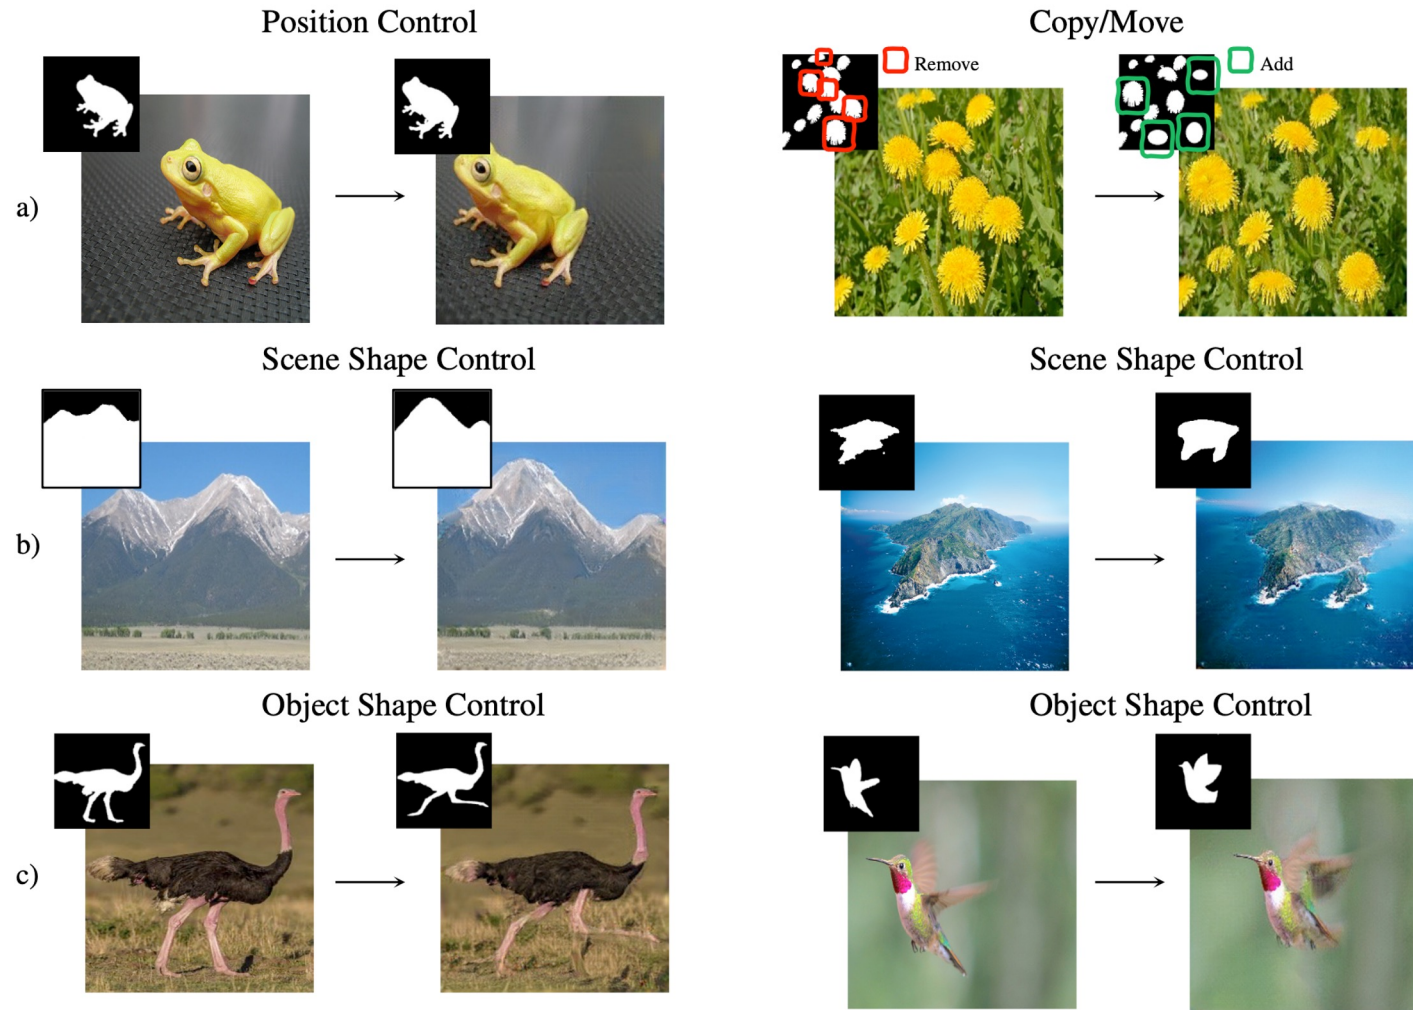 Position Control
Copy/Move
Remove
Add
a)
Scene Shape Control
Scene Shape Control
b)
Object Shape Control
Object Shape Control
c)